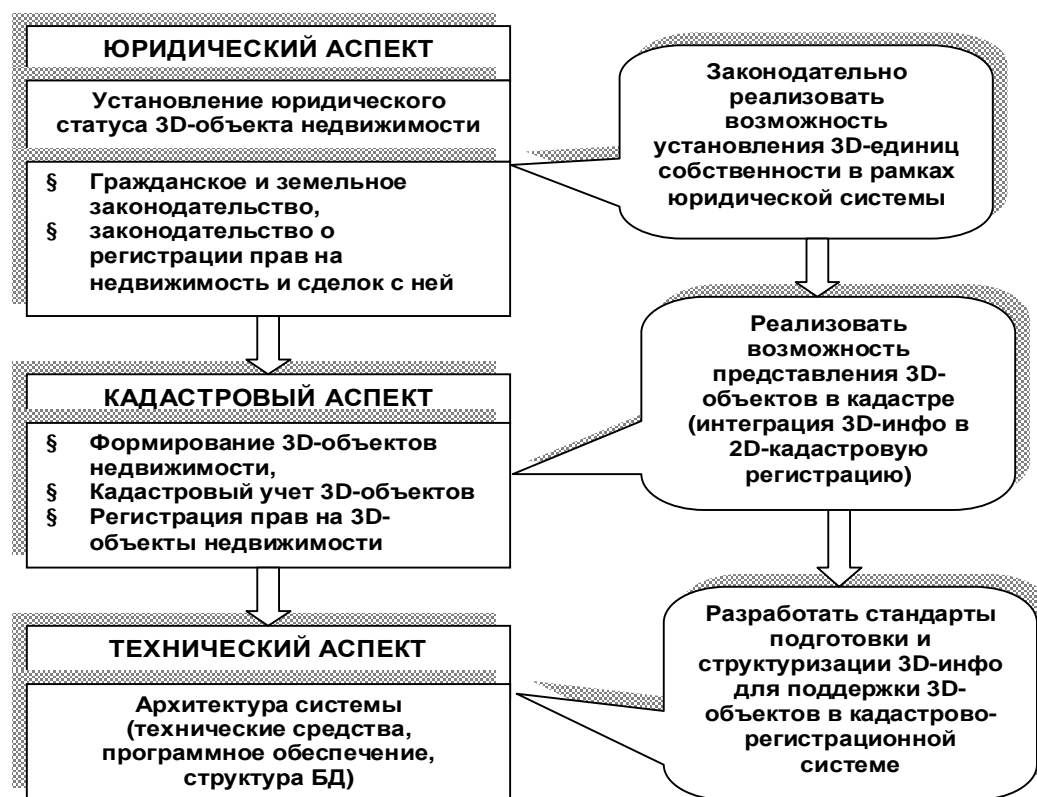 ЮРИДИЧЕСКИЙ АСПЕКТ
Установление юридического
статуса 3D-объекта недвижимости
§ Гражданское и земельное
законодательство,
§ законодательство о
регистрации прав на
недвижимость и сделок с ней
Законодательно
реализовать
возможность
установления 3D-единиц
собственности в рамках
юридической системы
КАДАСТРОВЫЙ АСПЕКТ
§ Формирование 3D-объектов
недвижимости,
§ Кадастровый учет 3D-объектов
§ Регистрация прав на 3D-
объекты недвижимости
Реализовать
возможность
представления 3D-
объектов в кадастре
(интеграция 3D-инфо в
2D-кадастровую
регистрацию)
ТЕХНИЧЕСКИЙ АСПЕКТ
Архитектура системы
(технические средства,
программное обеспечение,
структура БД)
Разработать стандарты
подготовки и
структуризации 3D-инфо
для поддержки 3D-
объектов в кадастрово-
регистрационной
системе